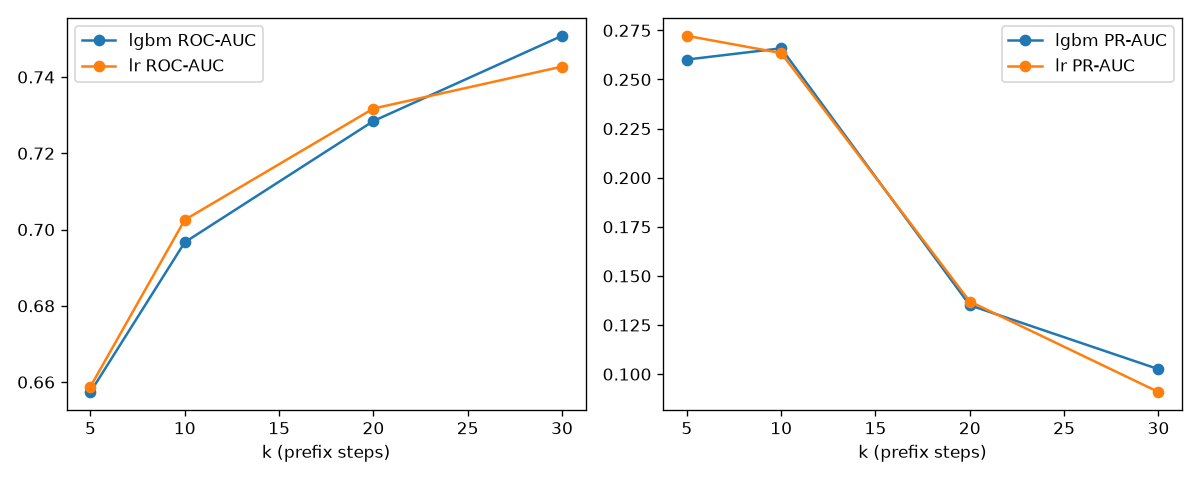 lgbm ROC-AUC
lr ROC-AUC
0.74
0.72
0.70
0.68
0.66
5 10 15 20 25 30
k (prefix steps)
lgbm PR-AUC
lr PR-AUC
0.275
0.250
0.225
0.200
0.175
0.150
0.125
0.100
5 10 15 20 25 30
k (prefix steps)